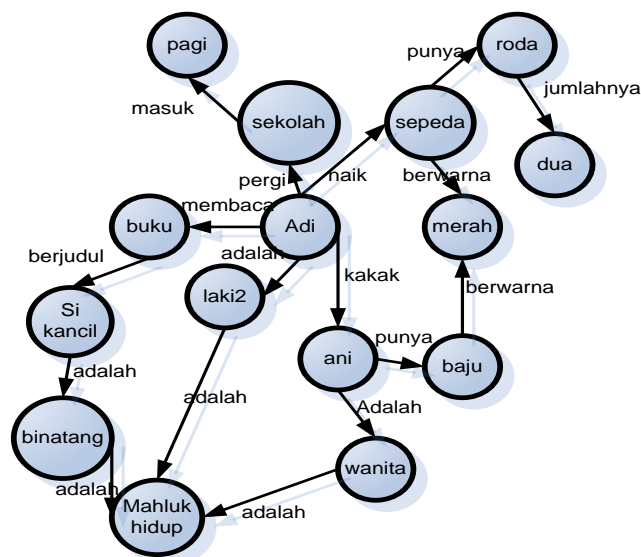 pagi
punya
roda
masuk
jumlahnya
sekolah
sepeda
dua
pergi
naik
berwarna
membaca
buku
Adi
merah
berjudul
adalah
kakak
laki2
berwarna
Si
kancil
punya
ani
baju
adalah
adalah
Adalah
binatang
wanita
adalah
Mahluk
hidup
adalah